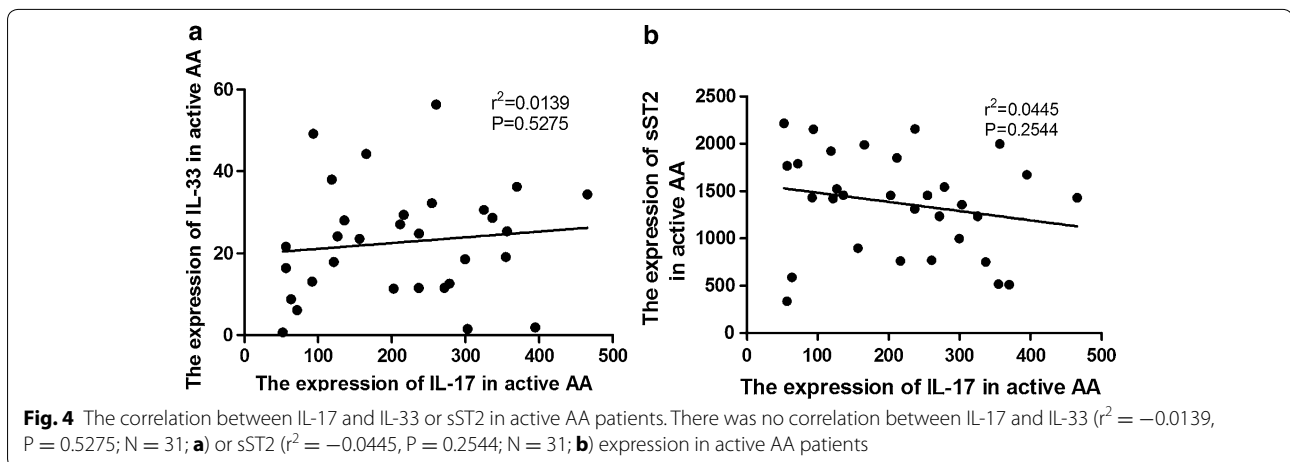 a
The expression of IL-33 in active AA
60
40
20
0
r²=0.0139
P=0.5275
0 100 200 300 400 500
The expression of IL-17 in active AA
b
The expression of sST2
in active AA
2500
2000
1500
1000
500
0
r²=0.0445
P=0.2544
0 100 200 300 400 500
The expression of IL-17 in active AA
Fig. 4 The correlation between IL-17 and IL-33 or sST2 in active AA patients. There was no correlation between IL-17 and IL-33 (r² = −0.0139,
P = 0.5275; N = 31; a) or sST2 (r² = −0.0445, P = 0.2544; N = 31; b) expression in active AA patients